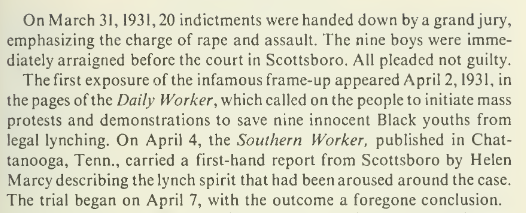 On March 31, 1931, 20 indictments were handed down by a grand jury,
emphasizing the charge of rape and assault. The nine boys were imme-
diately arraigned before the court in Scottsboro. All pleaded not guilty.
The first exposure of the infamous frame-up appeared April 2, 1931, in
the pages of the Daily Worker, which called on the people to initiate mass
protests and demonstrations to save nine innocent Black youths from
legal lynching. On April 4, the Southern Worker, published in Chat-
tanooga, Tenn., carried a first-hand report from Scottsboro by Helen
Marcy describing the lynch spirit that had been aroused around the case.
The trial began on April 7, with the outcome a foregone conclusion.